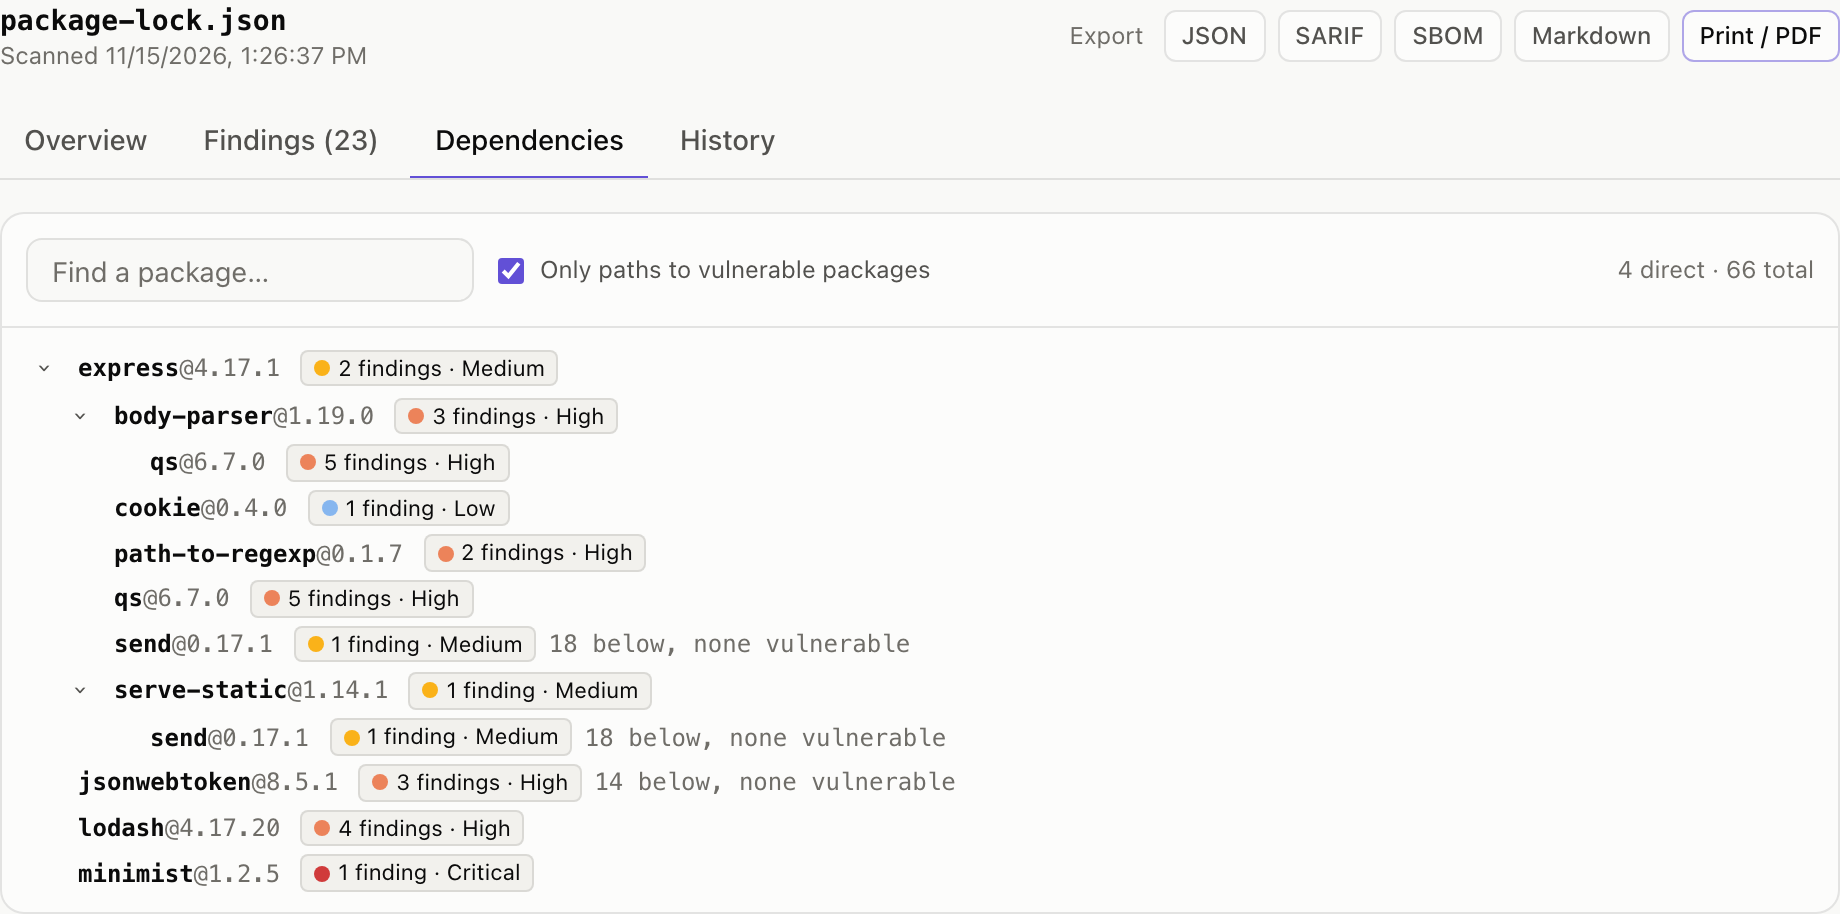 package-lock.json
Scanned 11/15/2026, 1:26:37 PM
Export JSON SARIF SBOM Markdown Print / PDF
Overview Findings (23) Dependencies History
Find a package... Only paths to vulnerable packages 4 direct · 66 total
express@4.17.1 2 findings · Medium
body-parser@1.19.0 3 findings · High
qs@6.7.0 5 findings · High
cookie@0.4.0 1 finding · Low
path-to-regexp@0.1.7 2 findings · High
qs@6.7.0 5 findings · High
send@0.17.1 1 finding · Medium 18 below, none vulnerable
serve-static@1.14.1 1 finding · Medium
send@0.17.1 1 finding · Medium 18 below, none vulnerable
jsonwebtoken@8.5.1 3 findings · High 14 below, none vulnerable
lodash@4.17.20 4 findings · High
minimist@1.2.5 1 finding · Critical